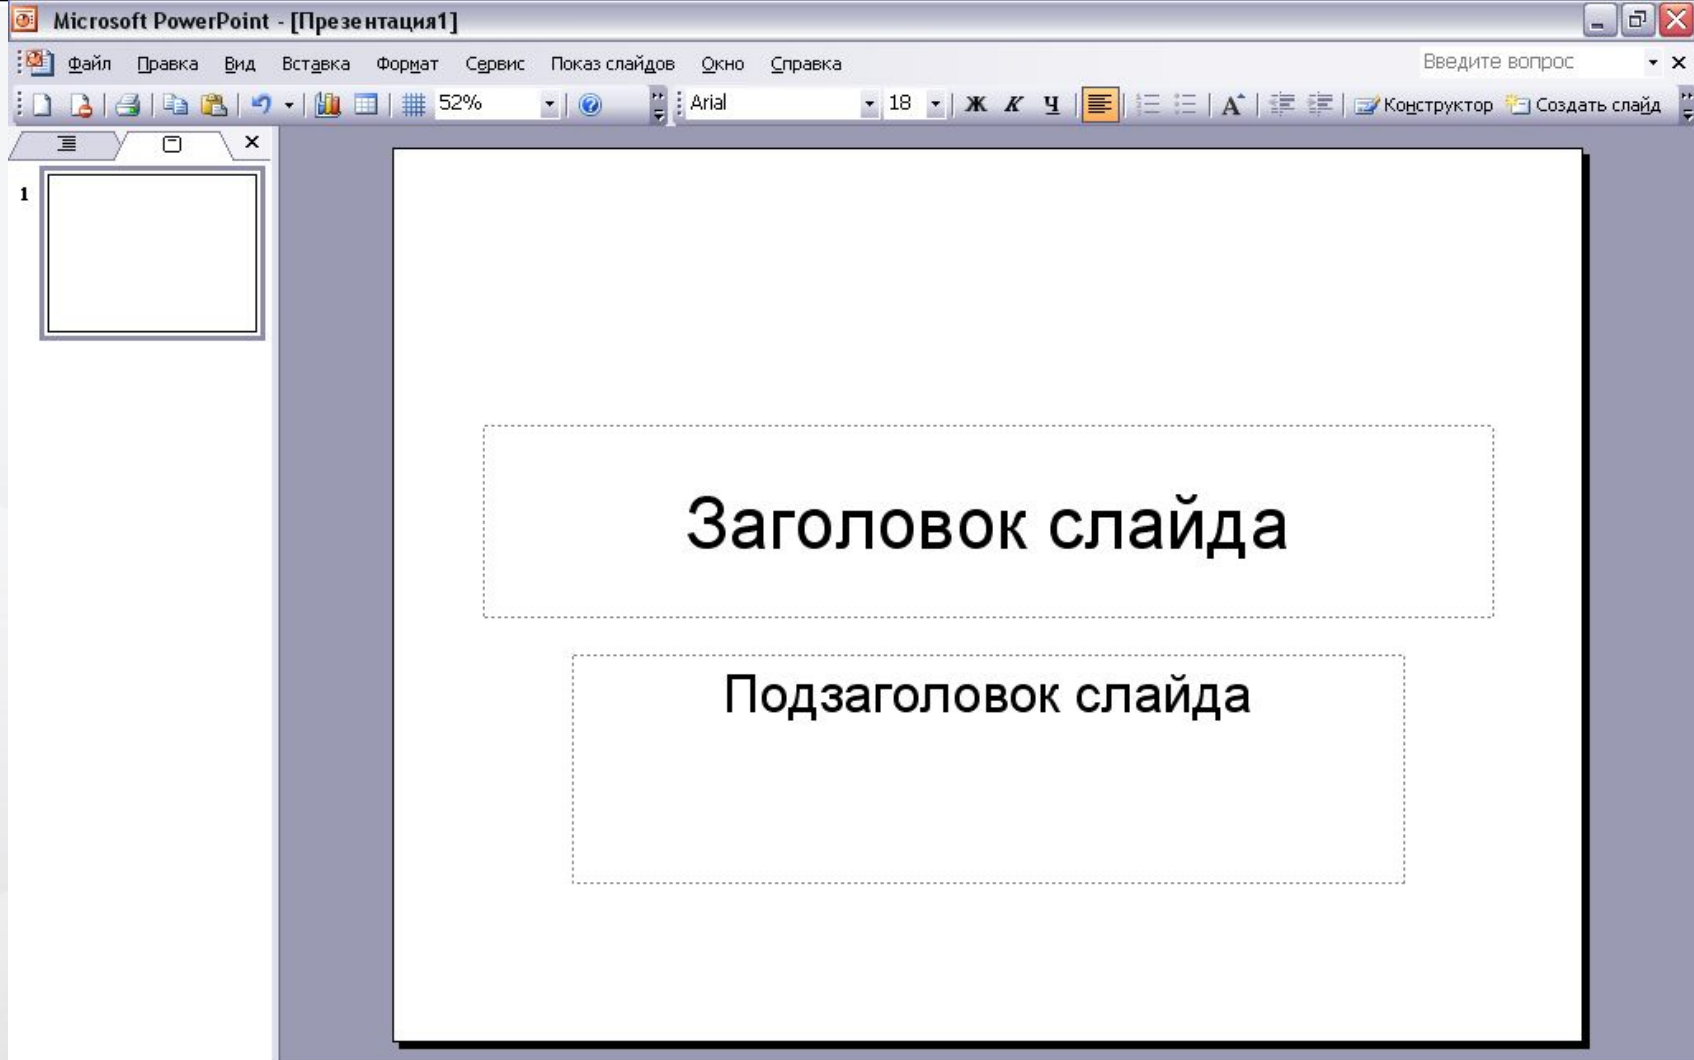 Microsoft PowerPoint - [Презентация1]
Файл Правка Вид Вставка Формат Сервис Показ слайдов Окно Справка Введите вопрос
52% Arial 18 Ж К Ч Конструктор Создать слайд
1
Заголовок слайда
Подзаголовок слайда